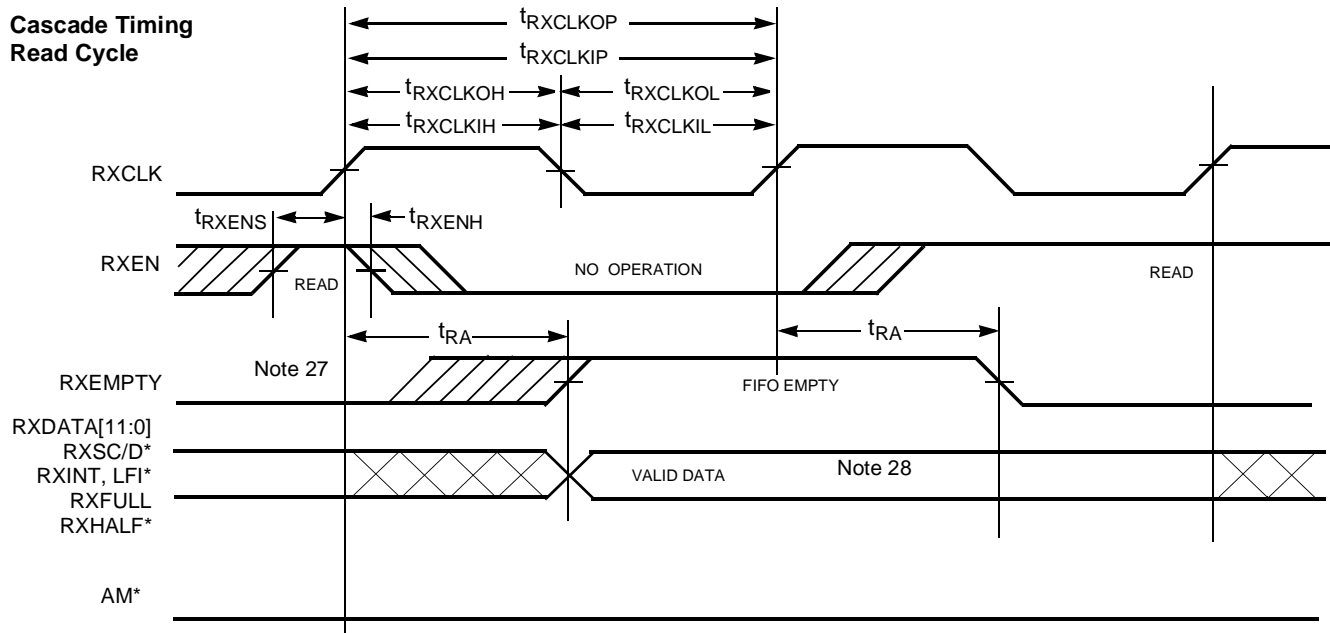 Cascade Timing
Read Cycle
tRXCLKOP
tRXCLKIP
tRXCLKOH
tRXCLKOL
tRXCLKIH
tRXCLKIL
RXCLK
tRXENS
tRXENH
RXEN
READ
NO OPERATION
READ
tRA
tRA
Note 27
RXEMPTY
FIFO EMPTY
RXDATA[11:0]
RXSC/D*
RXINT, LFI*
VALID DATA
Note 28
RXFULL
RXHALF*
AM*